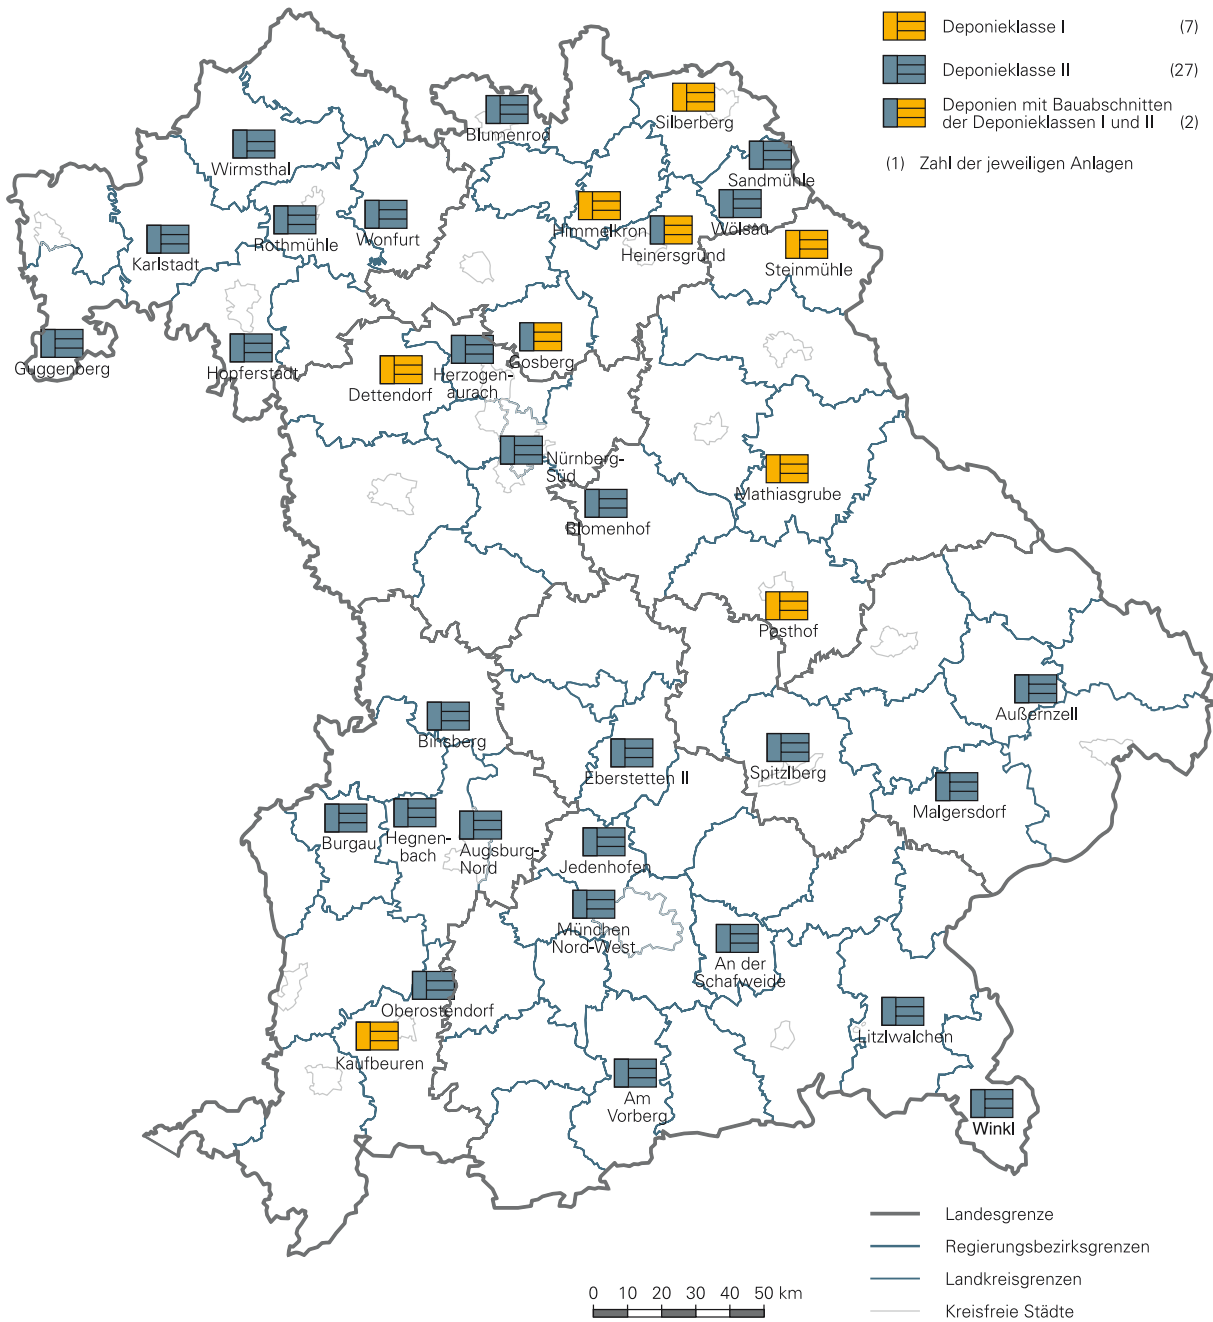 Deponieklasse I (7)
Deponieklasse II (27)
Deponien mit Bauabschnitten
der Deponieklassen I und II (2)
(1) Zahl der jeweiligen Anlagen
Silberberg
Blumenrod
Wirmsthal
Sandmühle
Wölsau
Himmelkron
Heinersgrund
Rothmühle
Wonfurt
Karlstadt
Steinmühle
Guggenberg
Hopferstadt
Dettendorf
Herzogen-
aurach
Gosberg
Nürnberg-
Süd
Mathiasgrube
Blomenhof
Posthof
Außernzell
Binsberg
Eberstetten II
Spitzlberg
Malgersdorf
Burgau
Hegnen-
bach
Augsburg-
Nord
Jedenhofen
München
Nord-West
An der
Schafweide
Oberostendorf
Litzlwalchen
Kaufbeuren
Am
Vorberg
Winkl
Landesgrenze
Regierungsbezirksgrenzen
Landkreisgrenzen
Kreisfreie Städte
0 10 20 30 40 50 km